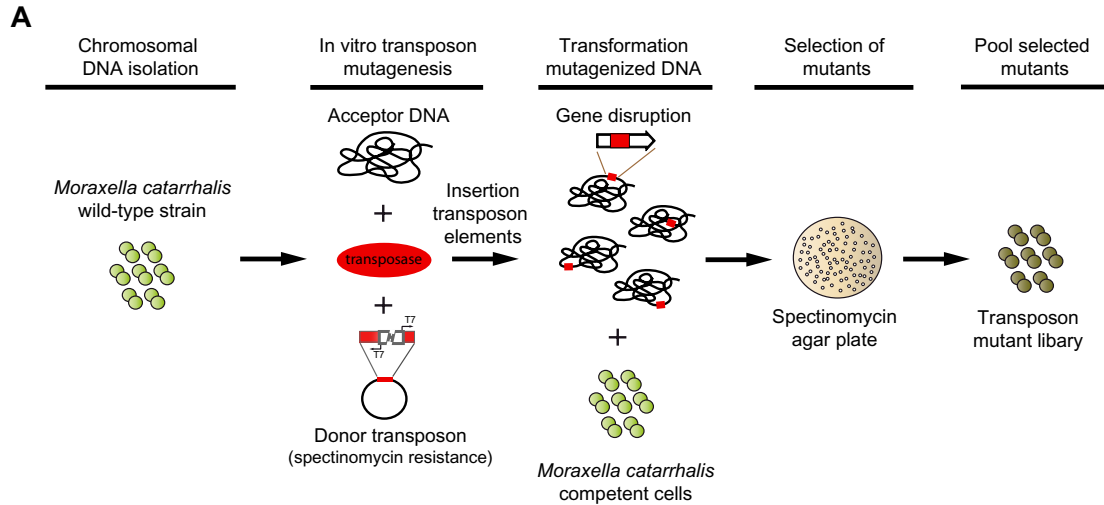 A
Chromosomal
DNA isolation
In vitro transposon
mutagenesis
Transformation
mutagenized DNA
Selection of
mutants
Pool selected
mutants
Moraxella catarrhalis
wild-type strain
Acceptor DNA
+
transposase
+
T7
T7
Donor transposon
(spectinomycin resistance)
Insertion
transposon
elements
Gene disruption
+
Moraxella catarrhalis
competent cells
Spectinomycin
agar plate
Transposon
mutant libary